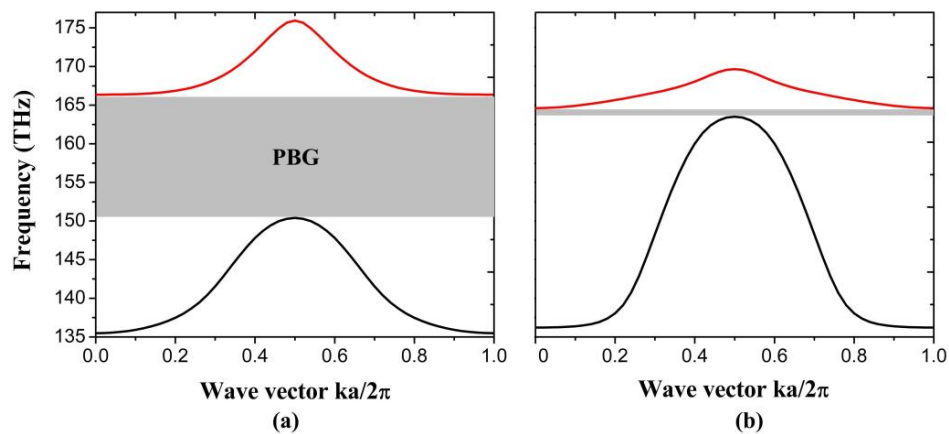 175
170
165
160
155
150
145
140
135
Frequency (THz)
PBG
0.0 0.2 0.4 0.6 0.8 1.0
Wave vector ka/2π
(a)
0 0.2 0.4 0.6 0.8 1.0
Wave vector ka/2π
(b)